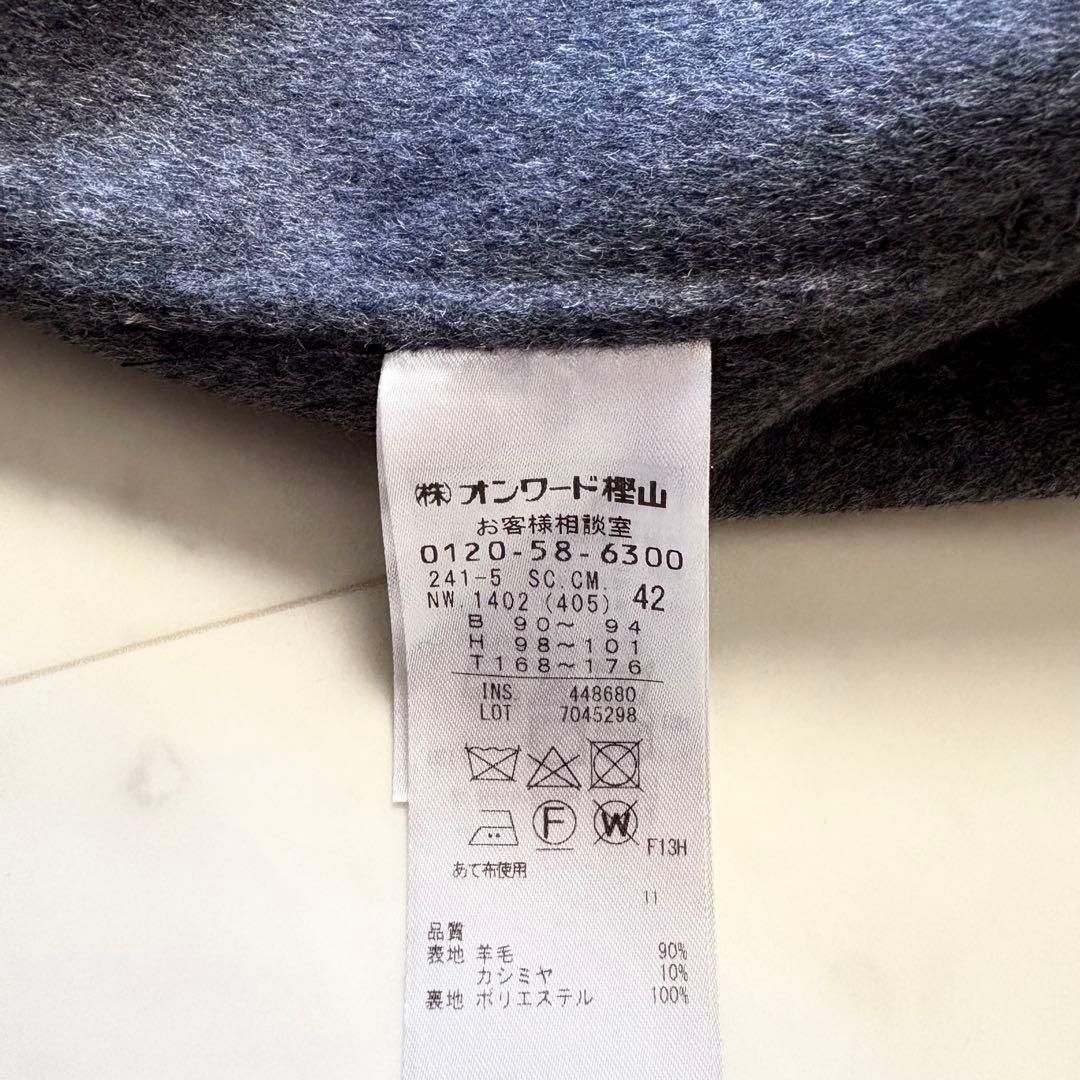 ㈱オンワード樫山
お客様相談室
0120-58-6300
241-5 SC.CM.
NW.1402(405) 42
B 90～ 94
H 98～101
T168～176
INS 448680
LOT 7045298
F W
F13H
あて布使用
11
品質
表地 羊毛 90%
カシミヤ 10%
裏地 ポリエステル 100%